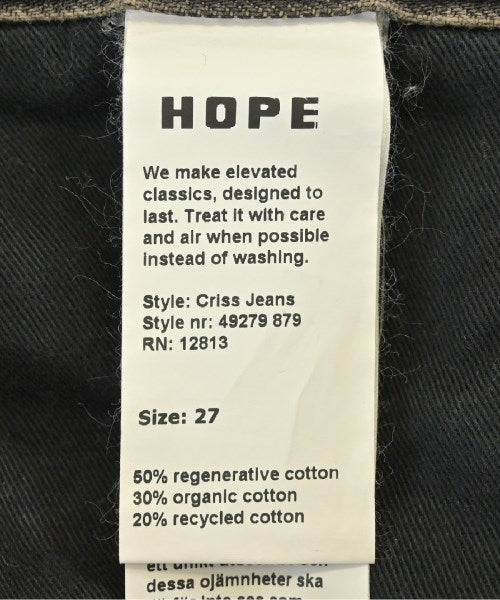 HOPE
We make elevated
classics, designed to
last. Treat it with care
and air when possible
instead of washing.
Style: Criss Jeans
Style nr: 49279 879
RN: 12813
Size: 27
50% regenerative cotton
30% organic cotton
20% recycled cotton
ett unikt
dessa ojämnheter ska